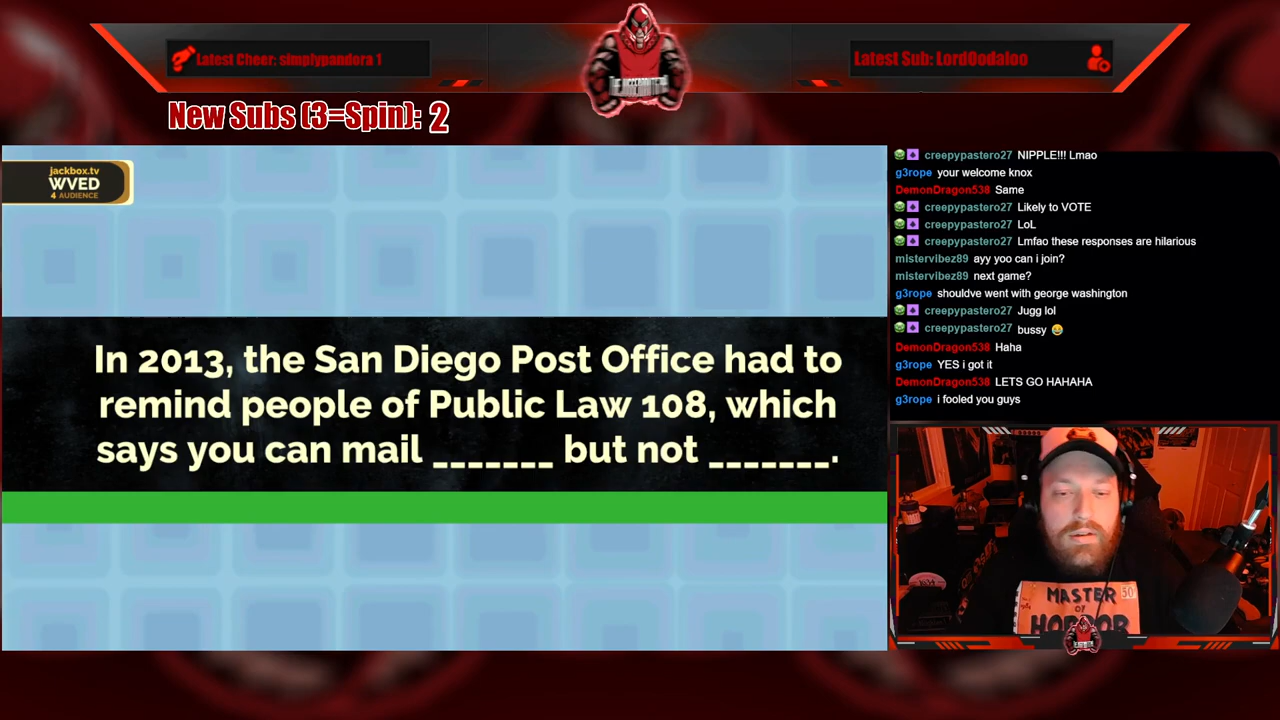 Latest Cheer: simplypandora 1
Latest Sub: LordOodaloo
New Subs (3=Spin): 2
jackbox.tv
WVED
4 AUDIENCE
In 2013, the San Diego Post Office had to
remind people of Public Law 108, which
says you can mail _______ but not _______.
creepypastero27 NIPPLE!!! Lmao
g3rope your welcome knox
DemonDragon538 Same
creepypastero27 Likely to VOTE
creepypastero27 LoL
creepypastero27 Lmfao these responses are hilarious
mistervibez89 ayy yoo can i join?
mistervibez89 next game?
g3rope shouldve went with george washington
creepypastero27 Jugg lol
creepypastero27 bussy 😂
DemonDragon538 Haha
g3rope YES i got it
DemonDragon538 LETS GO HAHAHA
g3rope i fooled you guys
MASTER 50
OF
HORROR